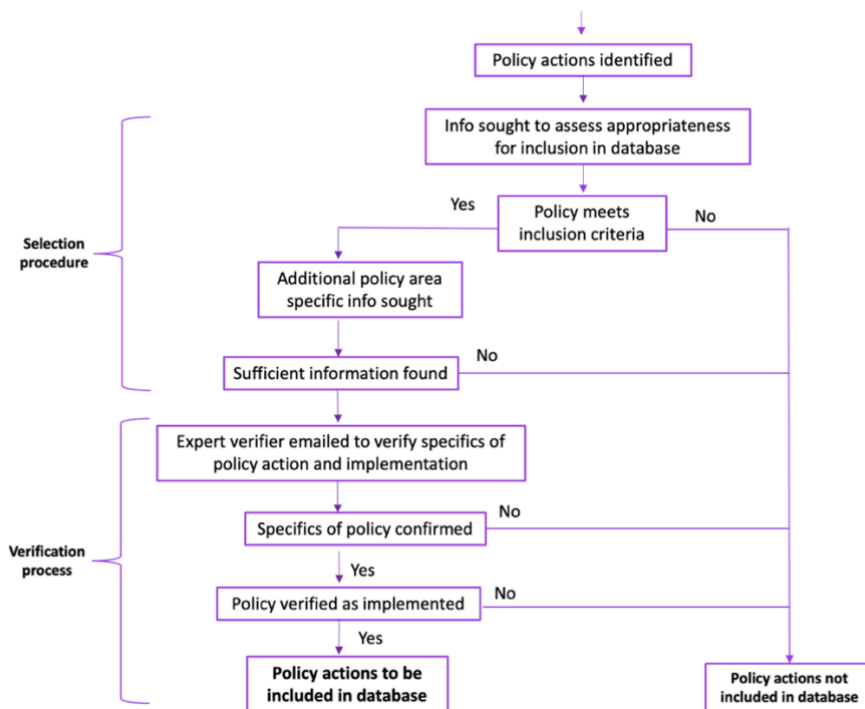 Policy actions identified
Info sought to assess appropriateness
for inclusion in database
Yes
Policy meets
inclusion criteria
No
Selection
procedure
Additional policy area
specific info sought
Sufficient information found
No
Expert verifier emailed to verify specifics of
policy action and implementation
Specifics of policy confirmed
No
Verification
process
Yes
Policy verified as implemented
No
Yes
Policy actions to be
included in database
Policy actions not
included in database